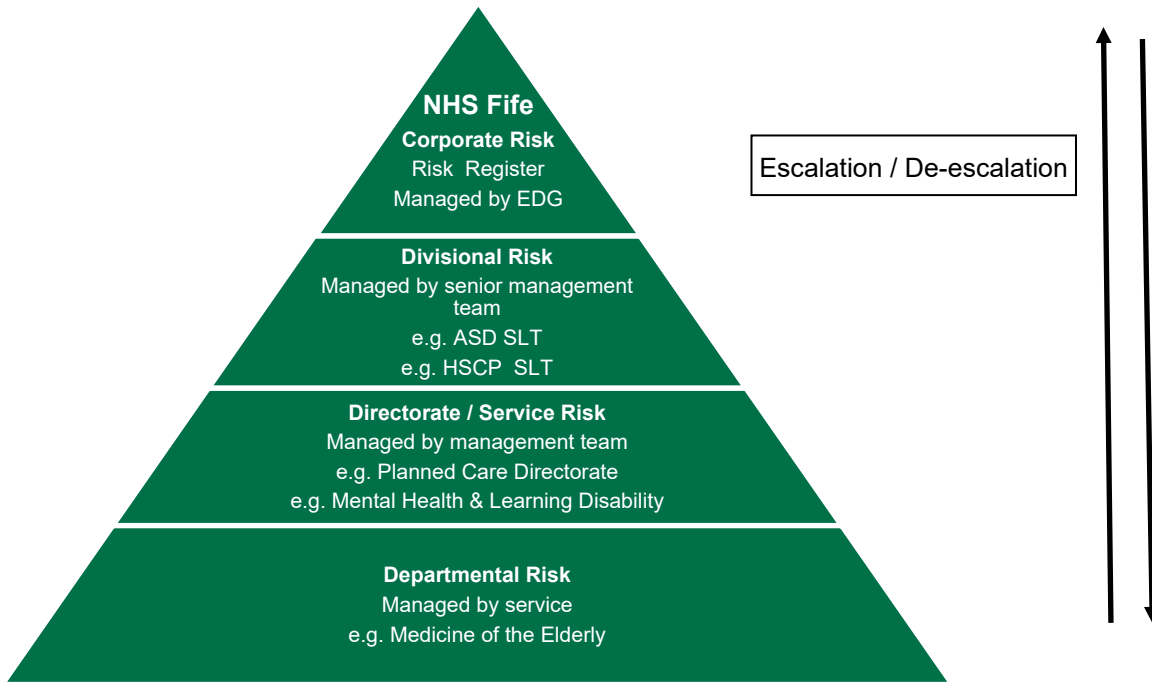 NHS Fife
Corporate Risk
Risk Register
Managed by EDG
Escalation / De-escalation
Divisional Risk
Managed by senior management
team
e.g. ASD SLT
e.g. HSCP SLT
Directorate / Service Risk
Managed by management team
e.g. Planned Care Directorate
e.g. Mental Health & Learning Disability
Departmental Risk
Managed by service
e.g. Medicine of the Elderly